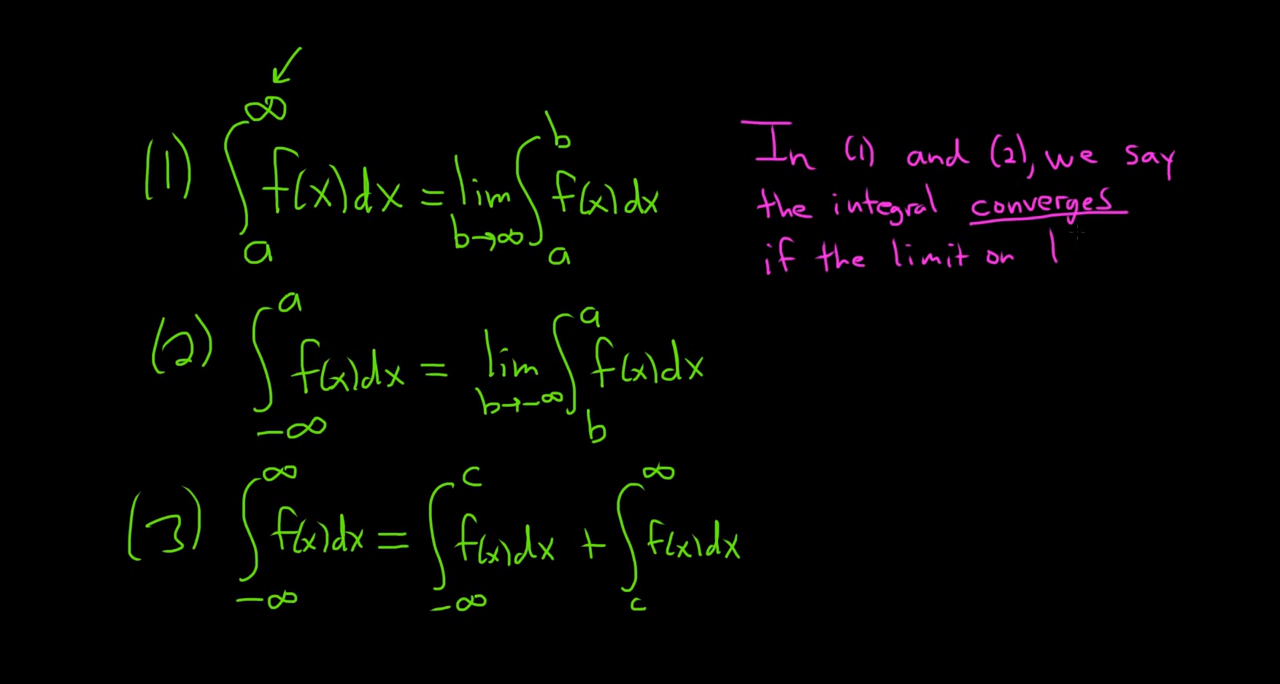 (1) ∫_a^∞ f(x)dx = lim_{b→∞} ∫_a^b f(x)dx
(2) ∫_{-∞}^a f(x)dx = lim_{b→-∞} ∫_b^a f(x)dx
(3) ∫_{-∞}^∞ f(x)dx = ∫_{-∞}^c f(x)dx + ∫_c^∞ f(x)dx
In (1) and (2), we say
the integral converges
if the limit on